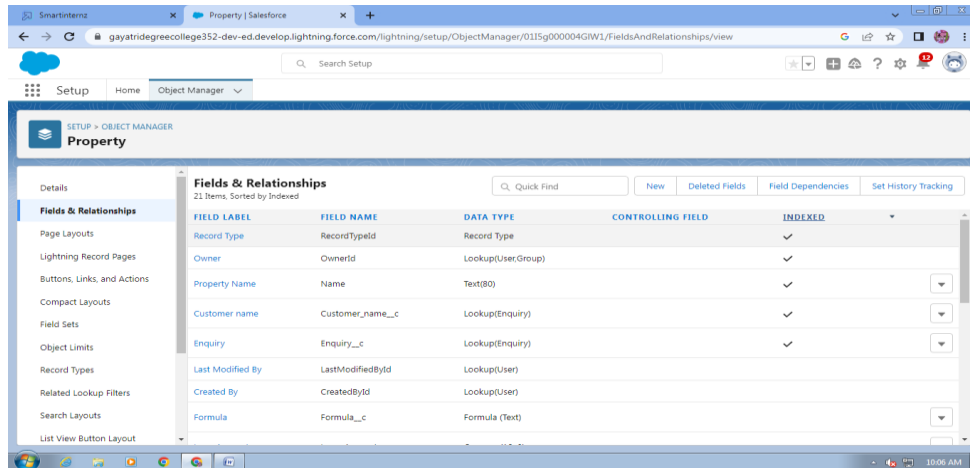 Smartinternz
Property | Salesforce
gayatridegreecollege352-dev-ed.develop.lightning.force.com/lightning/setup/ObjectManager/01I5g000004GIW1/FieldsAndRelationships/view
Search Setup
12
Setup Home Object Manager
SETUP > OBJECT MANAGER
Property
Details
Fields & Relationships
Page Layouts
Lightning Record Pages
Buttons, Links, and Actions
Compact Layouts
Field Sets
Object Limits
Record Types
Related Lookup Filters
Search Layouts
List View Button Layout
Fields & Relationships
21 Items, Sorted by Indexed
Quick Find
New Deleted Fields Field Dependencies Set History Tracking
FIELD LABEL FIELD NAME DATA TYPE CONTROLLING FIELD INDEXED
Record Type RecordTypeId Record Type
Owner OwnerId Lookup(User,Group)
Property Name Name Text(80)
Customer name Customer_name__c Lookup(Enquiry)
Enquiry Enquiry__c Lookup(Enquiry)
Last Modified By LastModifiedById Lookup(User)
Created By CreatedById Lookup(User)
Formula Formula__c Formula (Text)
10:06 AM